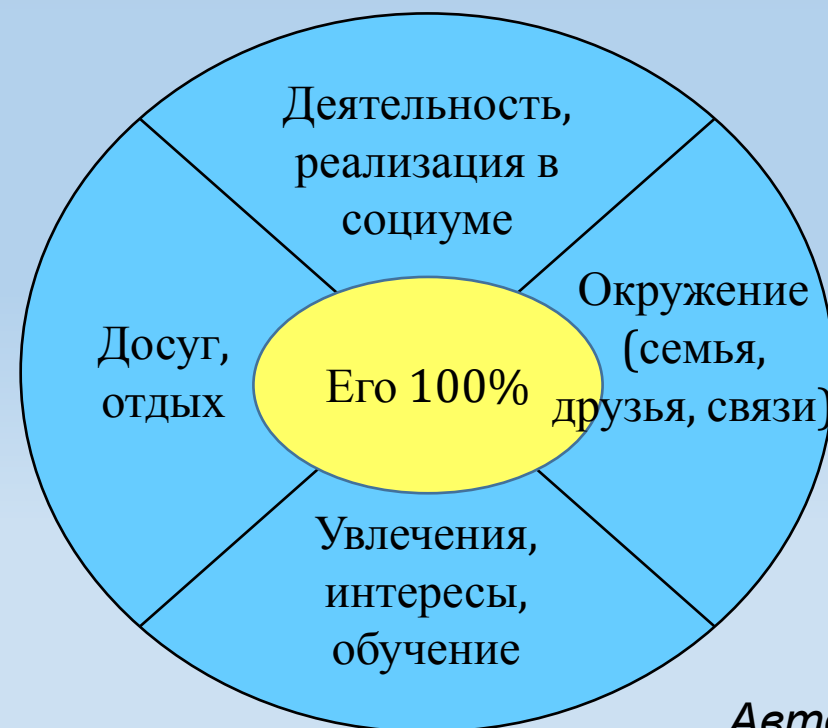 Деятельность,
реализация в
социуме
Окружение
(семья,
друзья, связи)
Досуг,
отдых
Его 100%
Увлечения,
интересы,
обучение